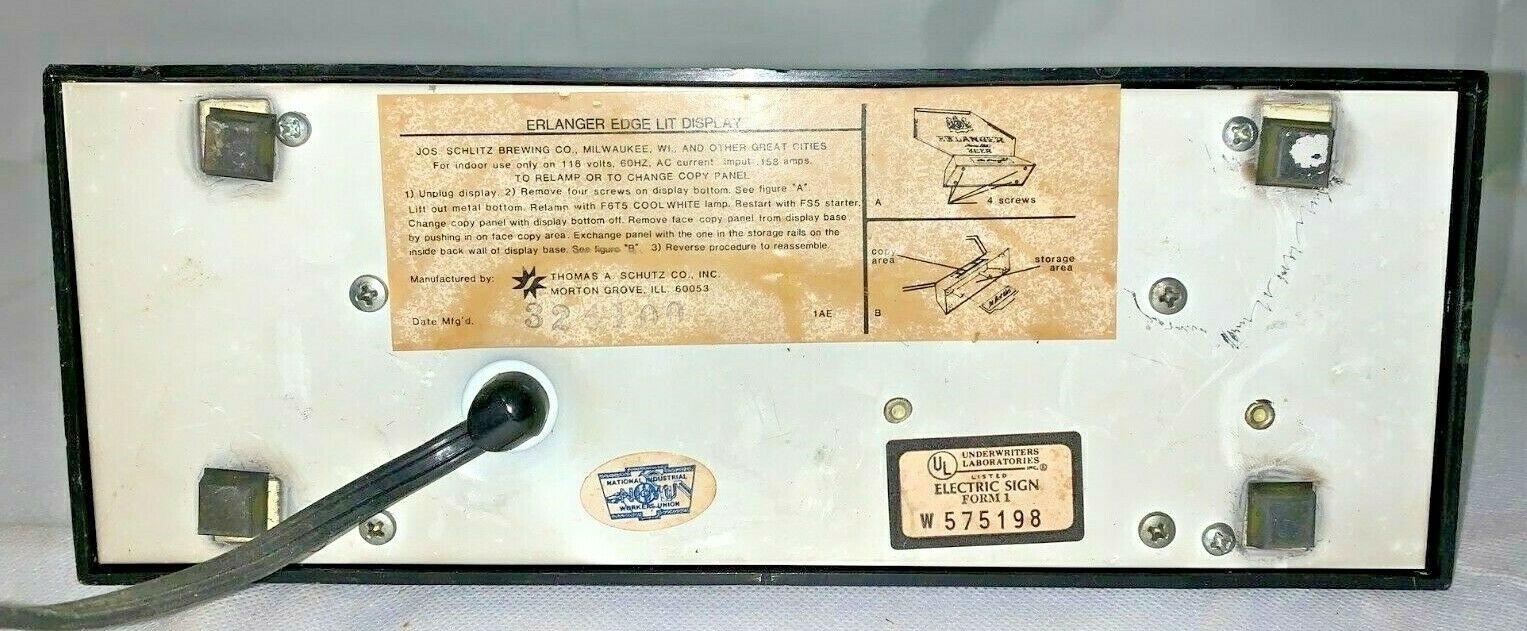 ERLANGER EDGE LIT DISPLAY
JOS. SCHLITZ BREWING CO., MILWAUKEE, WI., AND OTHER GREAT CITIES
For indoor use only on 118 volts, 60HZ, AC current. Input .158 amps.
TO RELAMP OR TO CHANGE COPY PANEL
1) Unplug display. 2) Remove four screws on display bottom. See figure "A".
Lift out metal bottom. Relamp with F6T5 COOL WHITE lamp. Restart with FS5 starter.
Change copy panel with display bottom off. Remove face copy panel from display base
by pushing in on face copy area. Exchange panel with the one in the storage rails on the
inside back wall of display base. See figure "B". 3) Reverse procedure to reassemble.
Manufactured by:
THOMAS A. SCHUTZ CO., INC.
MORTON GROVE, ILL. 60053
Date Mfg'd.
1AE
ERLANGER
BEER
A
4 screws
copy
area
storage
area
B
NATIONAL INDUSTRIAL
WORKERS UNION
UL
UNDERWRITERS
LABORATORIES
INC.®
LISTED
ELECTRIC SIGN
FORM 1
W 575198